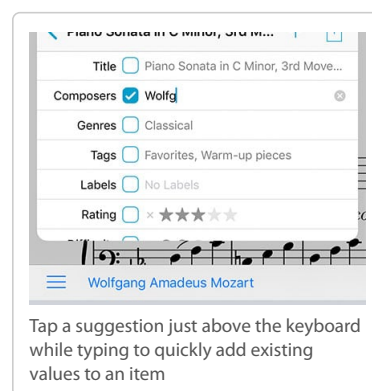 Piano Sonata in C Minor, 3rd M...
Title Piano Sonata in C Minor, 3rd Move...
Composers Wolfg
Genres Classical
Tags Favorites, Warm-up pieces
Labels No Labels
Rating × ★★★★★
Wolfgang Amadeus Mozart
Tap a suggestion just above the keyboard
while typing to quickly add existing
values to an item